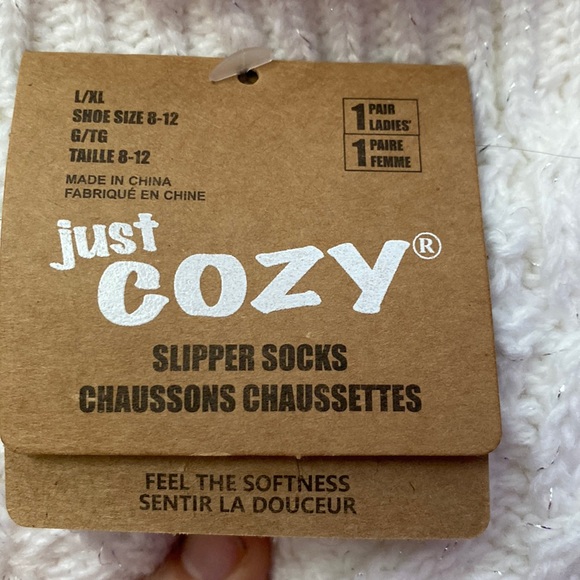 L/XL
SHOE SIZE 8-12
G/TG
TAILLE 8-12
MADE IN CHINA
FABRIQUÉ EN CHINE
1 PAIR
LADIES'
1 PAIRE
FEMME
just
COZY®
SLIPPER SOCKS
CHAUSSONS CHAUSSETTES
FEEL THE SOFTNESS
SENTIR LA DOUCEUR